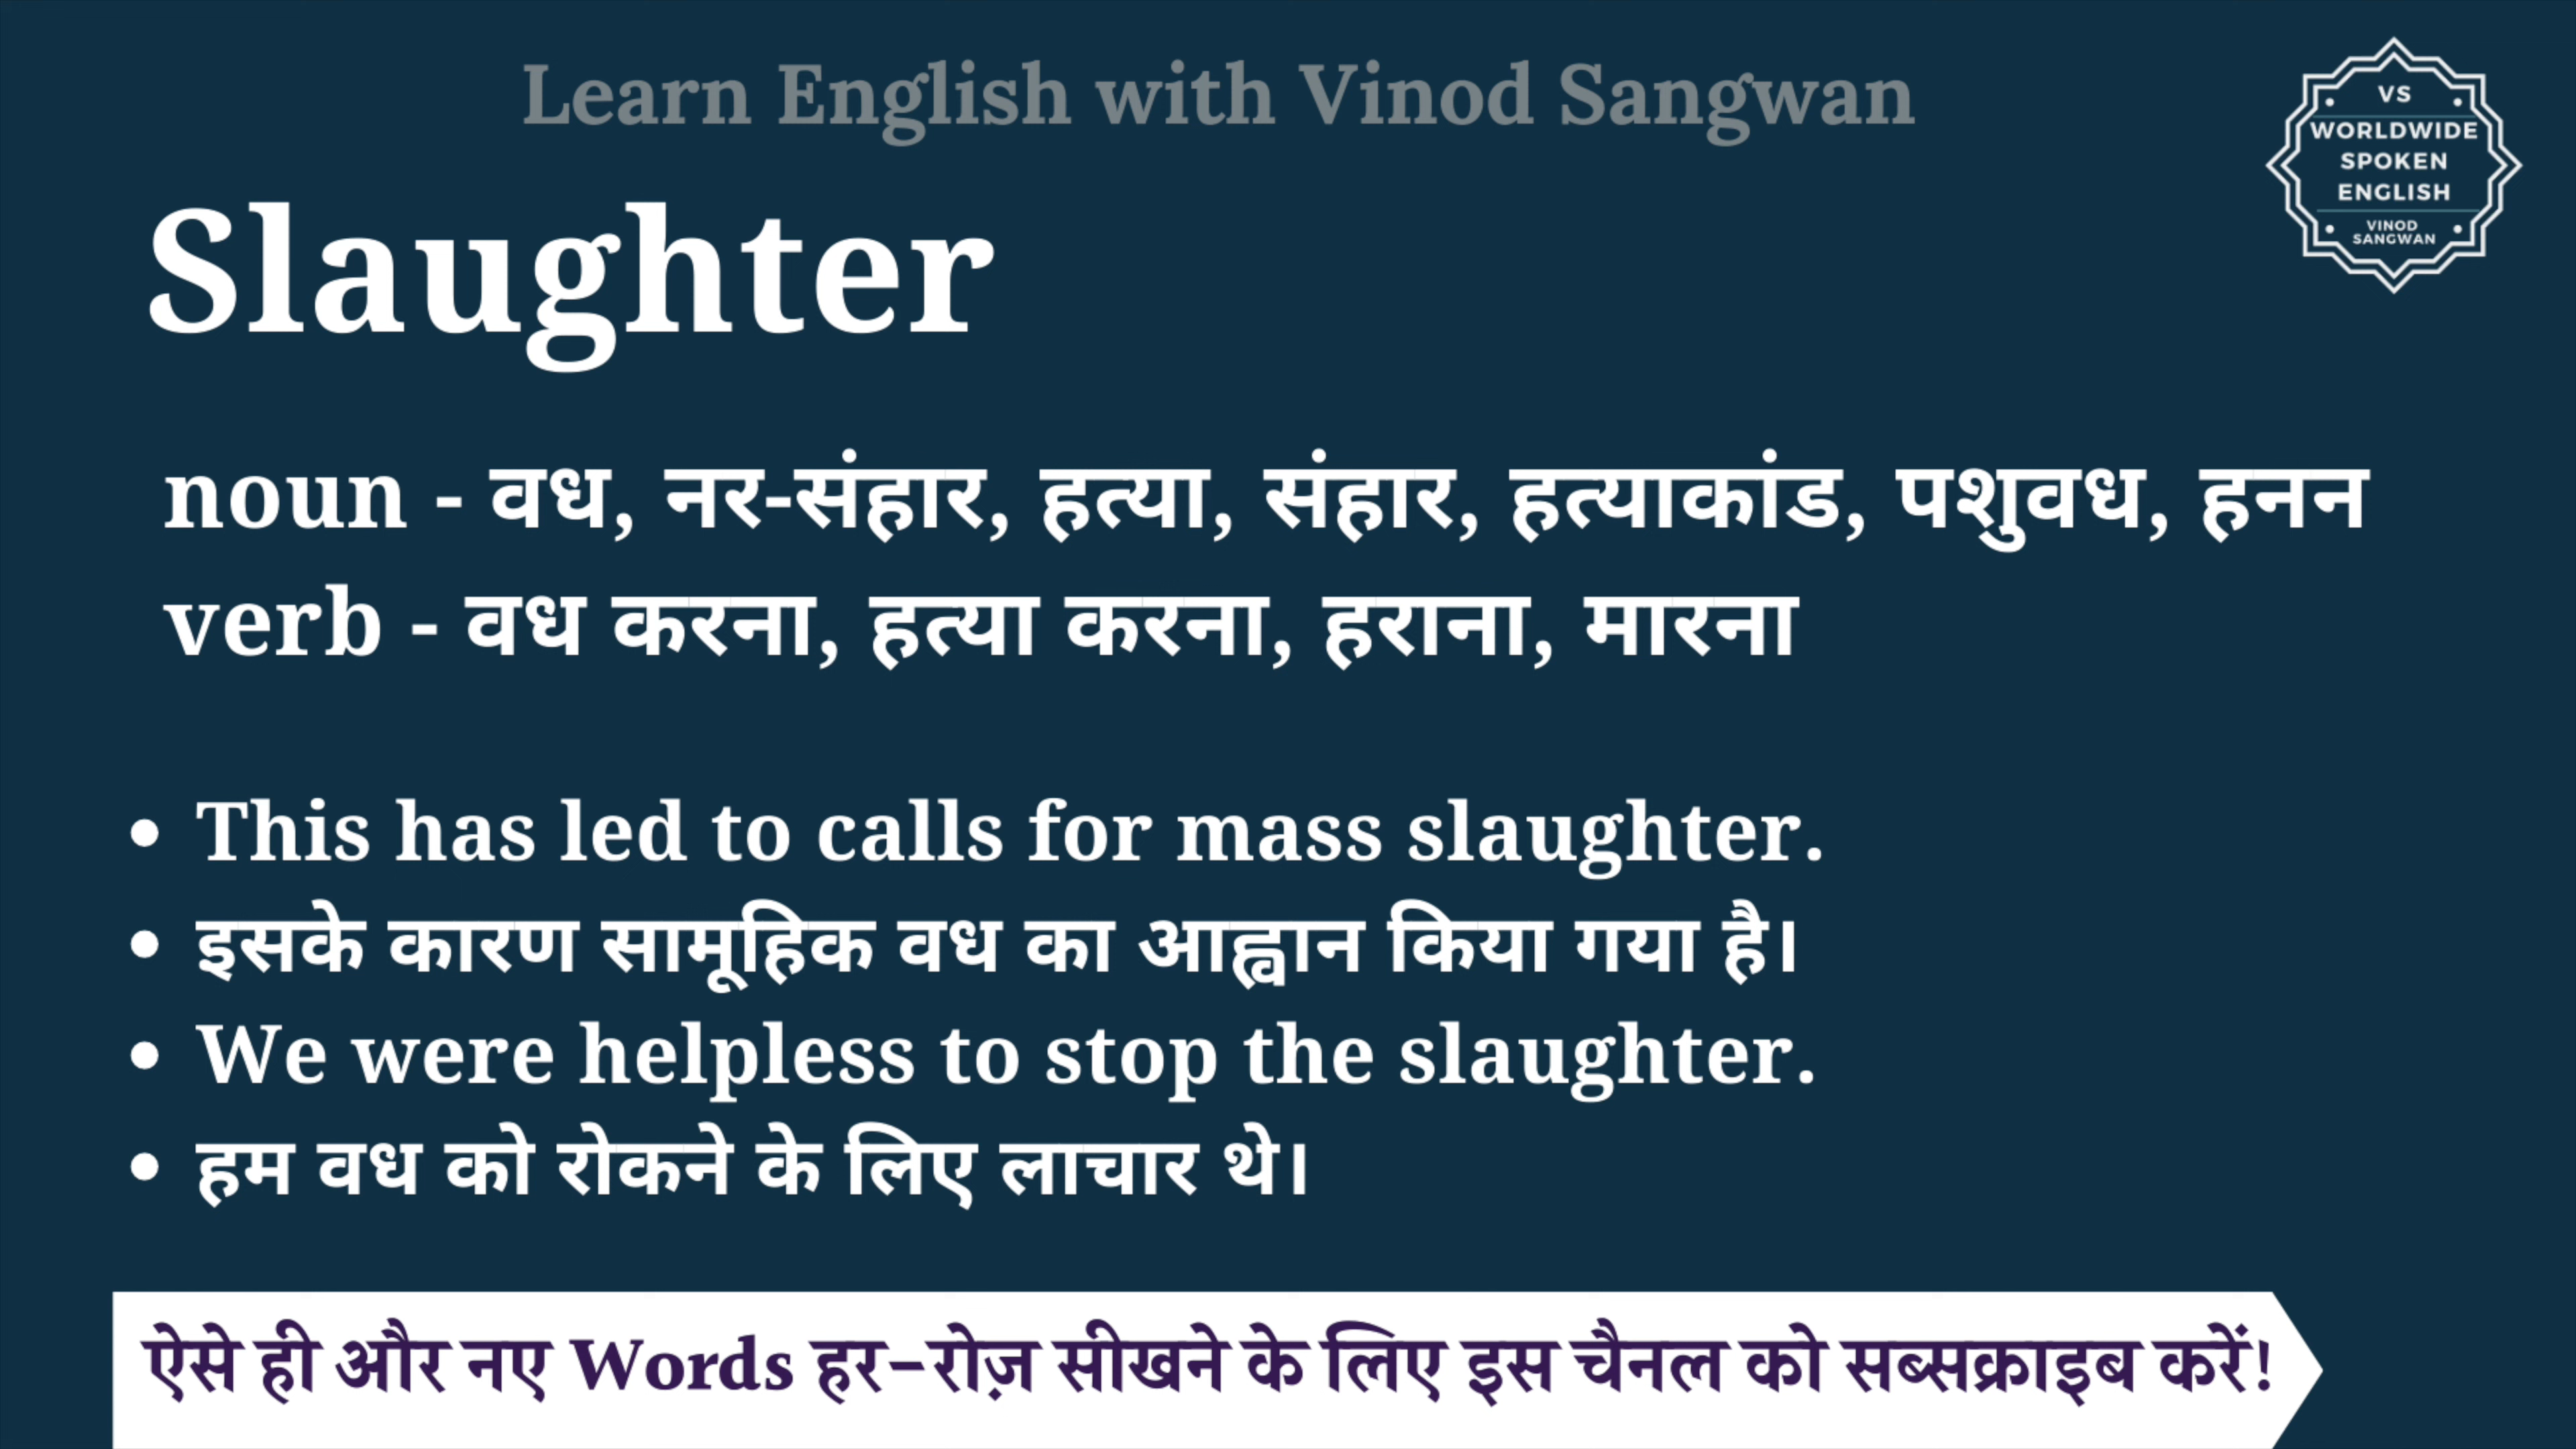 Learn English with Vinod Sangwan
VS
WORLDWIDE
SPOKEN
ENGLISH
VINOD
SANGWAN
Slaughter
noun - वध, नर-संहार, हत्या, संहार, हत्याकांड, पशुवध, हनन
verb - वध करना, हत्या करना, हराना, मारना
• This has led to calls for mass slaughter.
• इसके कारण सामूहिक वध का आह्वान किया गया है।
• We were helpless to stop the slaughter.
• हम वध को रोकने के लिए लाचार थे।
ऐसे ही और नए Words हर-रोज़ सीखने के लिए इस चैनल को सब्सक्राइब करें!